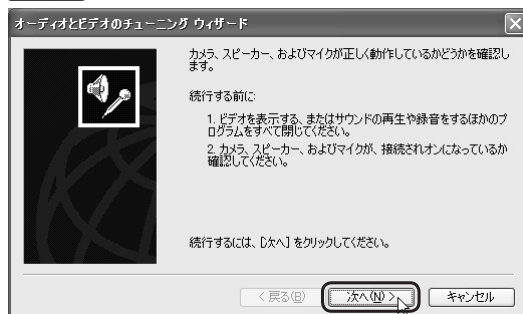 オーディオとビデオのチューニング ウィザード
カメラ、スピーカー、およびマイクが正しく動作しているかどうかを確認し
ます。
続行する前に:
1. ビデオを表示する、またはサウンドの再生や録音をするほかのプ
ログラムをすべて閉じてください。
2. カメラ、スピーカー、およびマイクが、接続されオンになっているか
確認してください。
続行するには、[次へ] をクリックしてください。
< 戻る(B) 次へ(N) > キャンセル